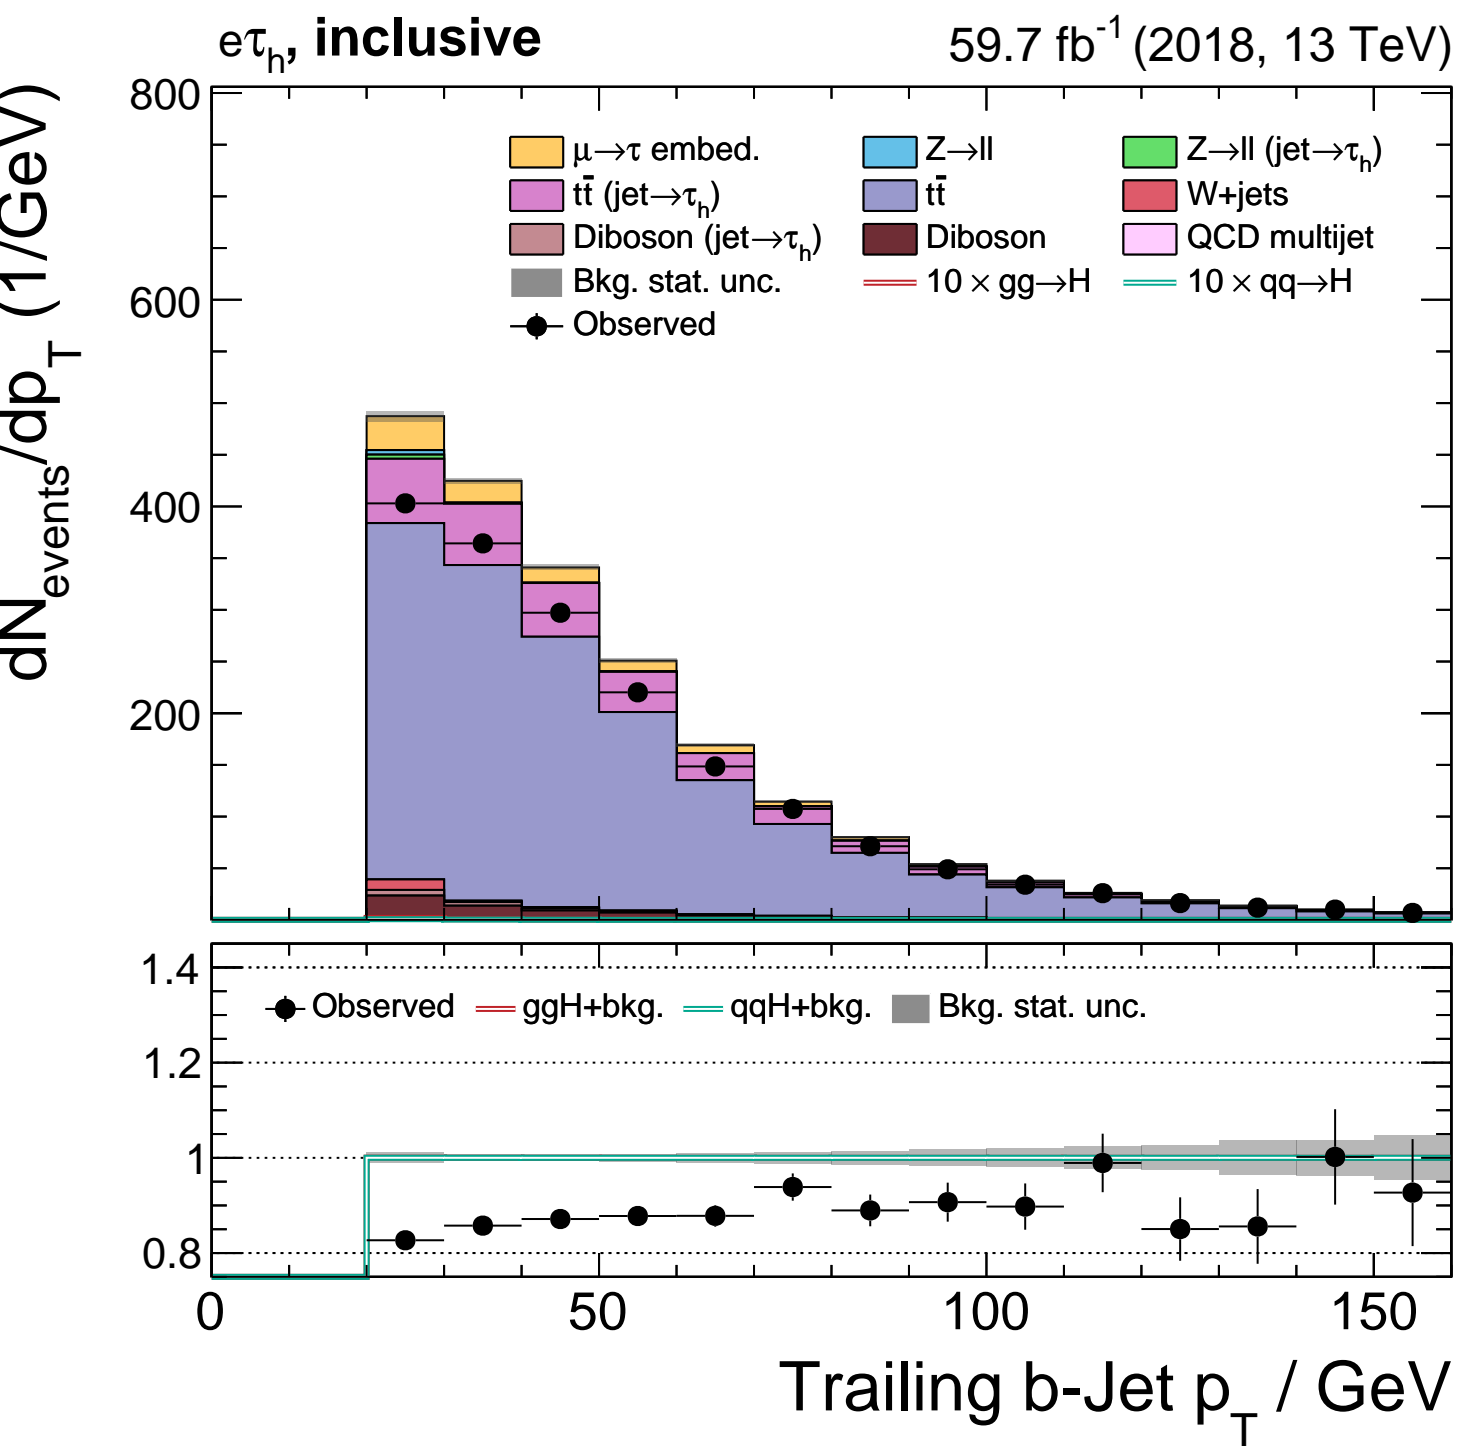 eτh, inclusive 59.7 fb-1 (2018, 13 TeV)
dNevents/dpT (1/GeV)
800
600
400
200
μ→τ embed. Z→ll Z→ll (jet→τh)
tt̄ (jet→τh) tt̄ W+jets
Diboson (jet→τh) Diboson QCD multijet
Bkg. stat. unc. 10 × gg→H 10 × qq→H
Observed
1.4
1.2
1
0.8
Observed ggH+bkg. qqH+bkg. Bkg. stat. unc.
0 50 100 150
Trailing b-Jet pT / GeV